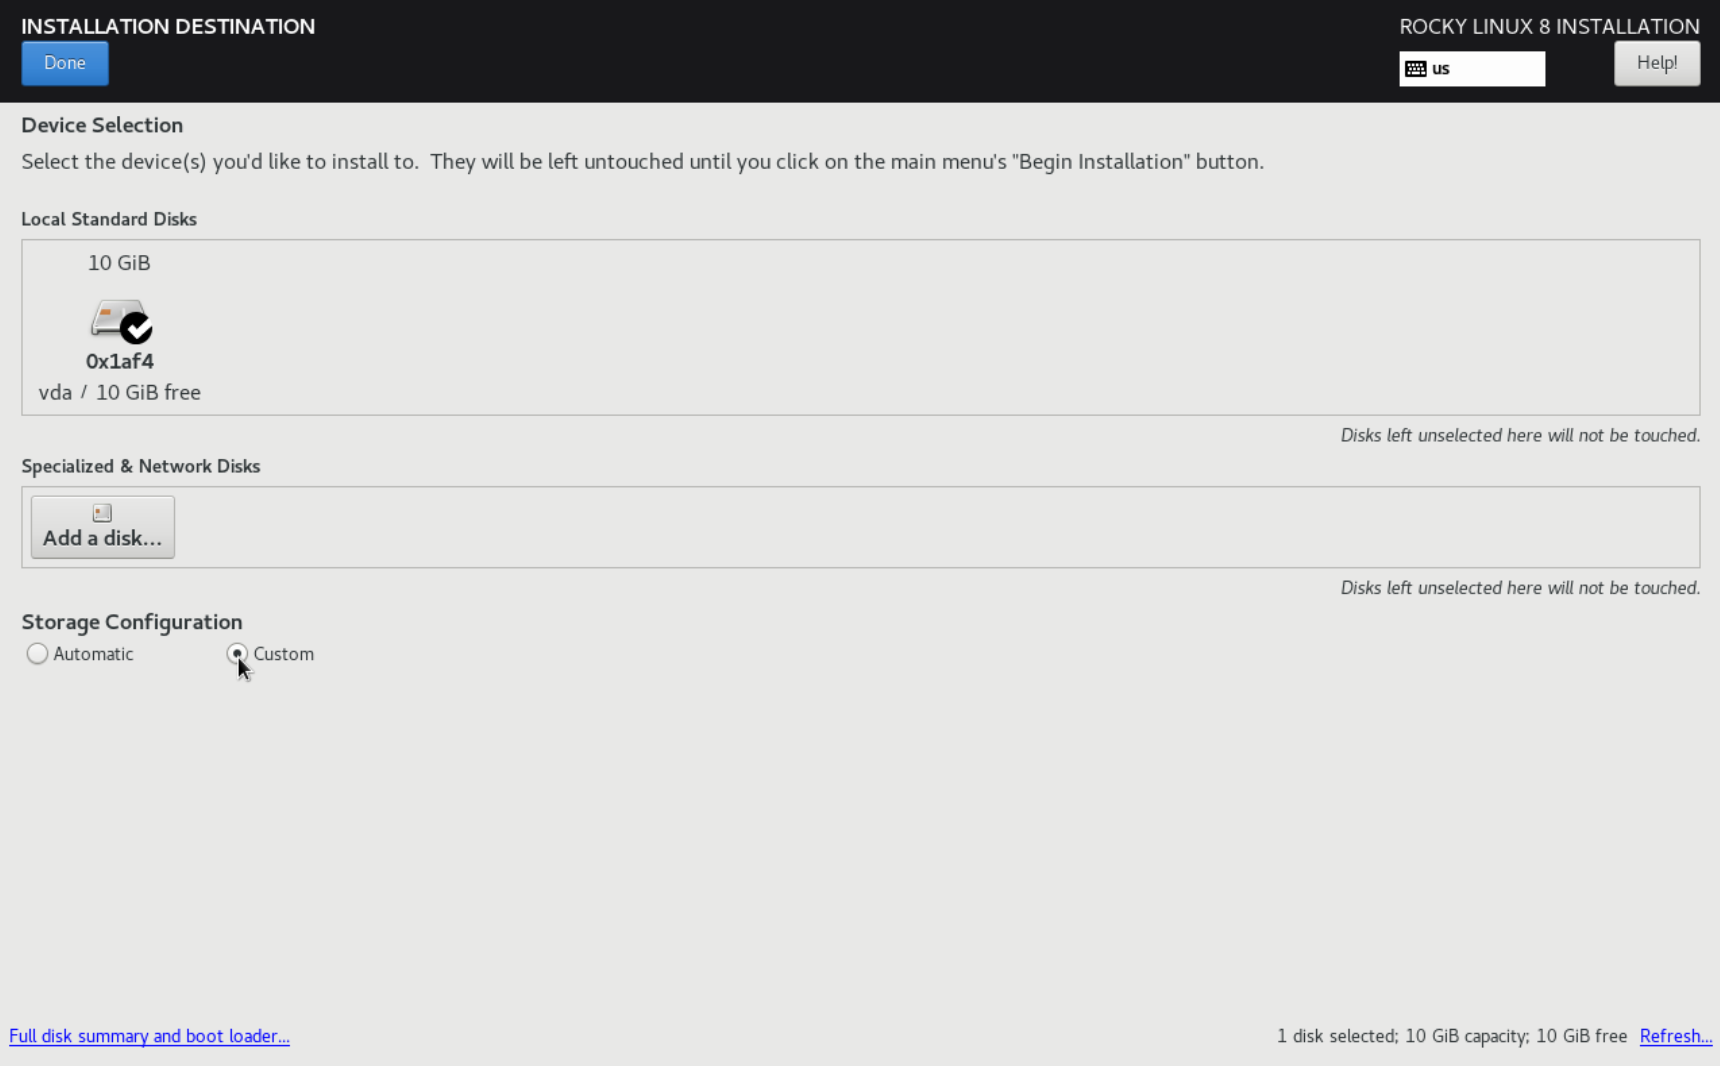 INSTALLATION DESTINATION
ROCKY LINUX 8 INSTALLATION
Done
us
Help!
Device Selection
Select the device(s) you'd like to install to.  They will be left untouched until you click on the main menu's "Begin Installation" button.
Local Standard Disks
10 GiB
0x1af4
vda / 10 GiB free
Disks left unselected here will not be touched.
Specialized & Network Disks
Add a disk...
Disks left unselected here will not be touched.
Storage Configuration
Automatic
Custom
Full disk summary and boot loader...
1 disk selected; 10 GiB capacity; 10 GiB free
Refresh...